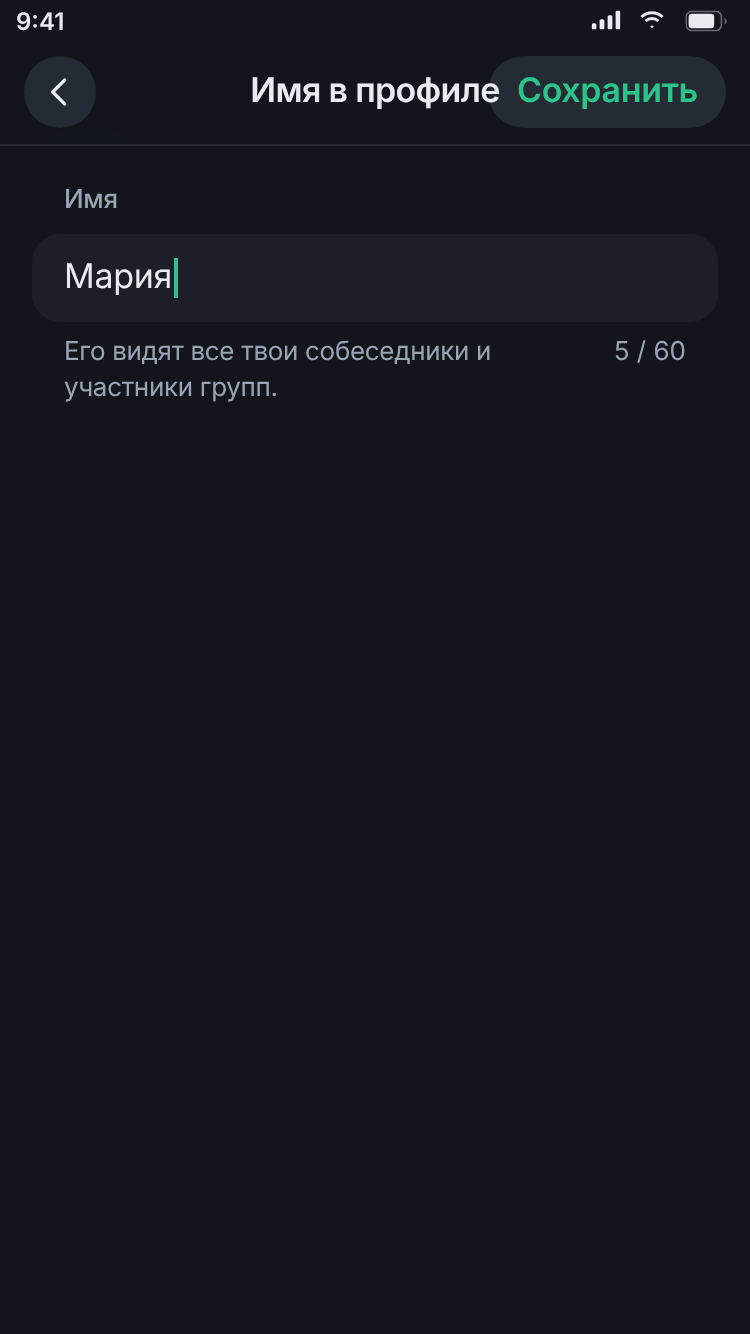 9:41
Имя в профиле Сохранить
Имя
Мария
Его видят все твои собеседники и 5 / 60
участники групп.